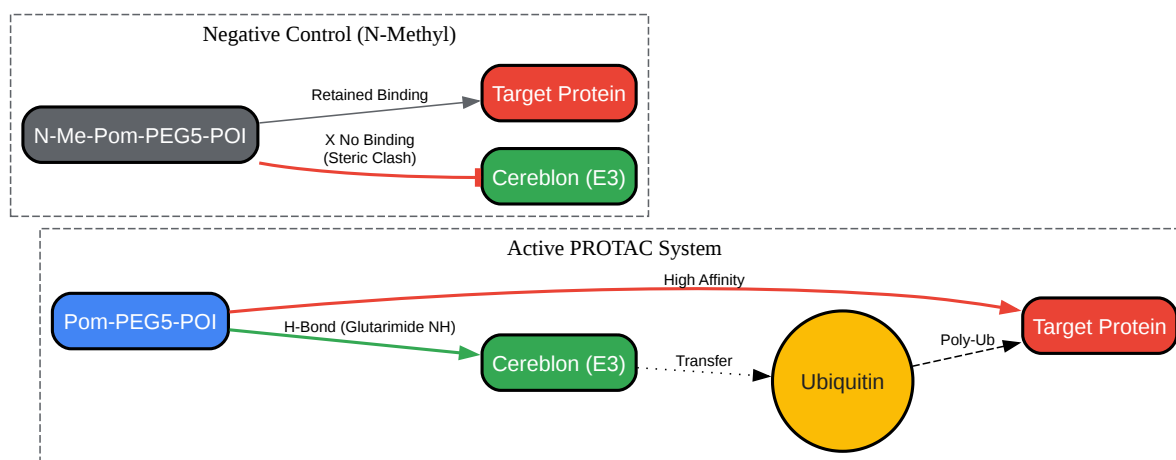 Negative Control (N-Methyl)
N-Me-Pom-PEG5-POI
Retained Binding
Target Protein
X No Binding
(Steric Clash)
Cereblon (E3)
Active PROTAC System
Pom-PEG5-POI
High Affinity
H-Bond (Glutarimide NH)
Cereblon (E3)
Transfer
Ubiquitin
Poly-Ub
Target Protein